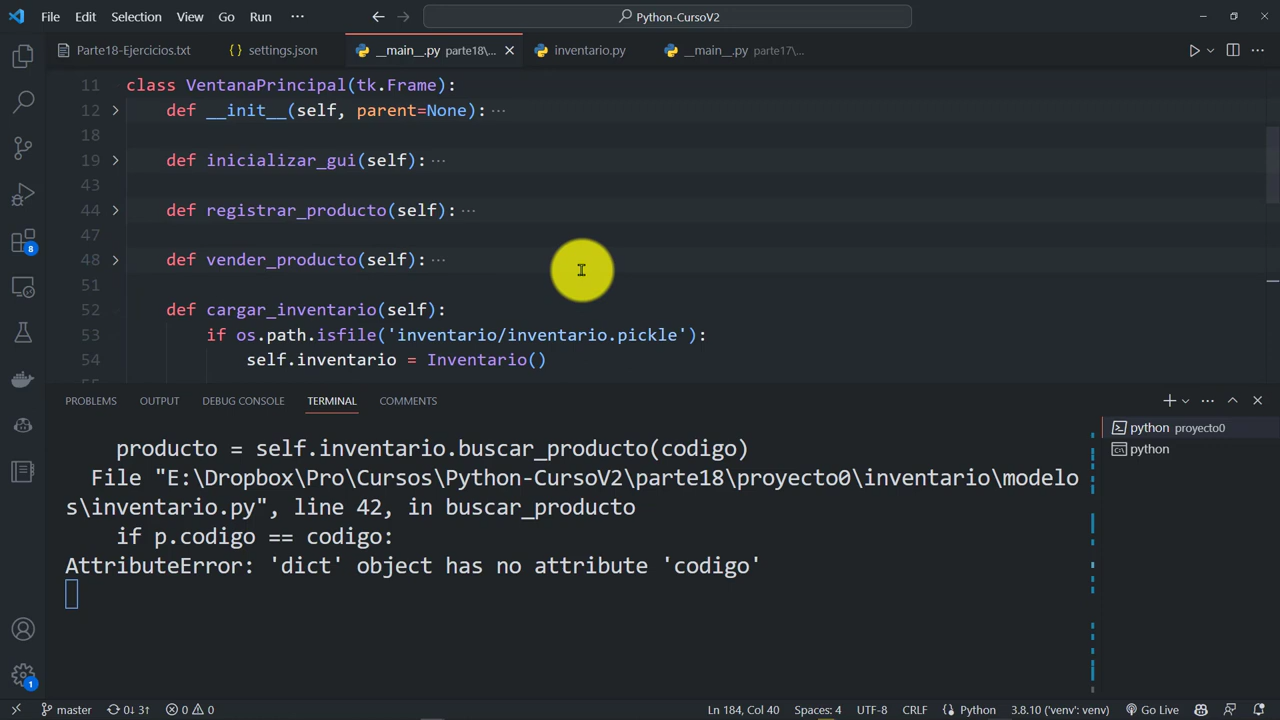 File Edit Selection View Go Run ··· Python-CursoV2
Parte18-Ejercicios.txt settings.json __main__.py parte18\... inventario.py __main__.py parte17\...
11 class VentanaPrincipal(tk.Frame):
12 def __init__(self, parent=None): ···
18
19 def inicializar_gui(self): ···
43
44 def registrar_producto(self): ···
47
48 def vender_producto(self): ···
51
52 def cargar_inventario(self):
53 if os.path.isfile('inventario/inventario.pickle'):
54 self.inventario = Inventario()
55
PROBLEMS OUTPUT DEBUG CONSOLE TERMINAL COMMENTS
producto = self.inventario.buscar_producto(codigo)
File "E:\Dropbox\Pro\Cursos\Python-CursoV2\parte18\proyecto0\inventario\modelo
s\inventario.py", line 42, in buscar_producto
if p.codigo == codigo:
AttributeError: 'dict' object has no attribute 'codigo'
python proyecto0
python
8
1
master 0↓ 3↑ 0 0 Ln 184, Col 40 Spaces: 4 UTF-8 CRLF Python 3.8.10 ('venv': venv) Go Live